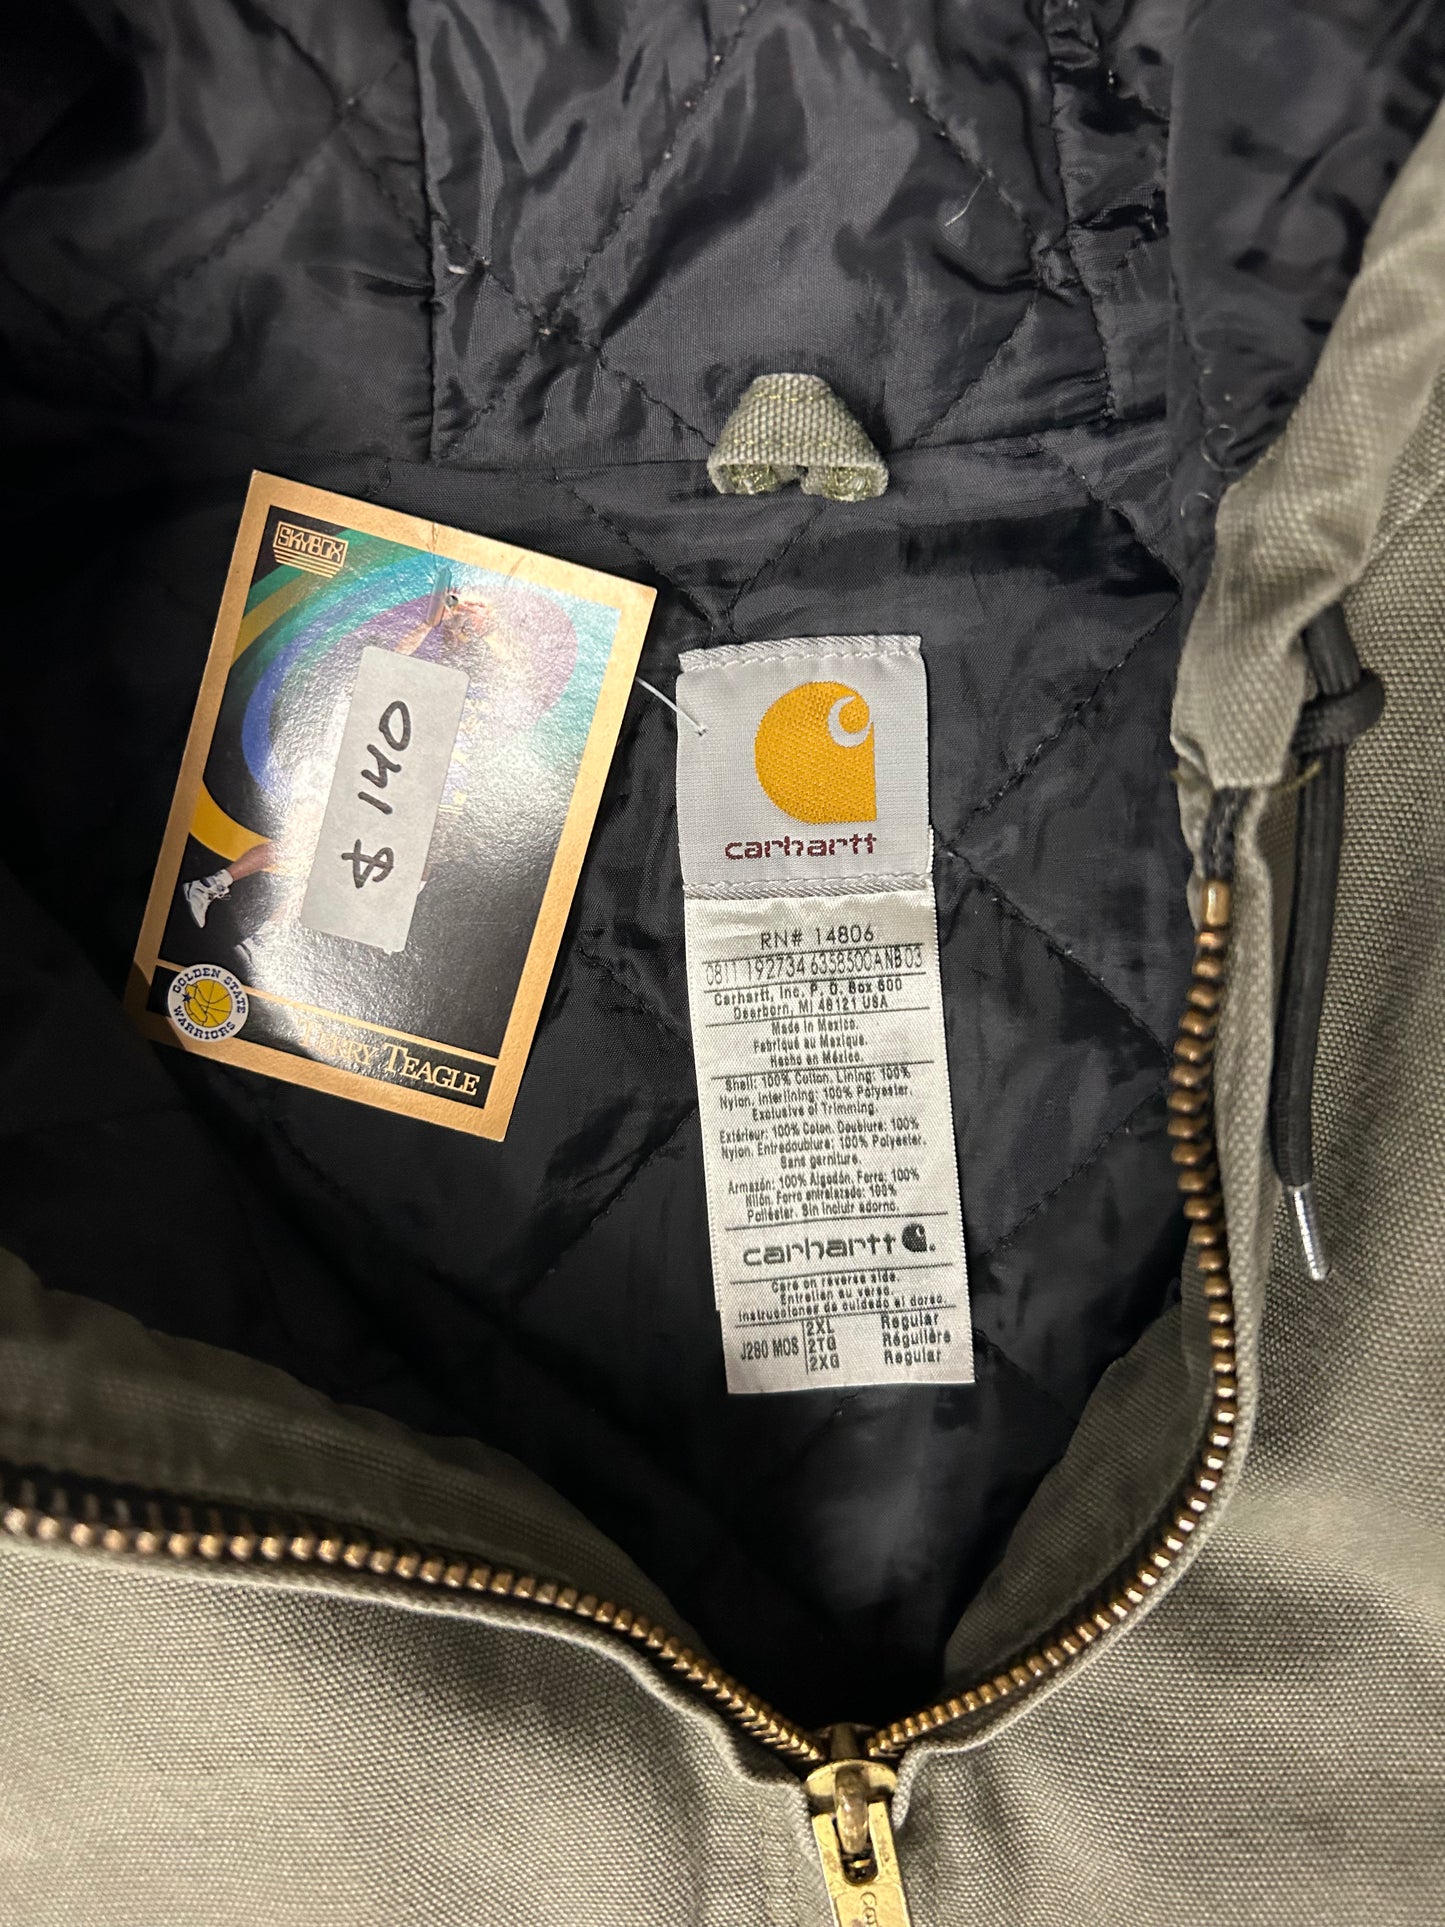 SKYBOX
$140
GOLDEN STATE
WARRIORS
TERRY TEAGLE
carhartt
RN# 14806
0811 192734 6358500ANB03
Carhartt, Inc. P. O. Box 600
Dearborn, MI 48121 USA
Made in Mexico.
Fabriqué au Mexique.
Hecho en México.
Shell: 100% Cotton. Lining: 100%
Nylon. Interlining: 100% Polyester.
Exclusive of Trimming.
Extérieur: 100% Coton. Doublure: 100%
Nylon. Entredoublure: 100% Polyester.
Sans garniture.
Armazón: 100% Algodón. Forro: 100%
Nilón. Forro entrelazado: 100%
Poliéster. Sin incluir adorno.
carhartt
Care on reverse side.
Entretien au verso.
Instrucciones de cuidado al dorso.
J280 MOS 2XL Regular
2TG Régulière
2XG Regular